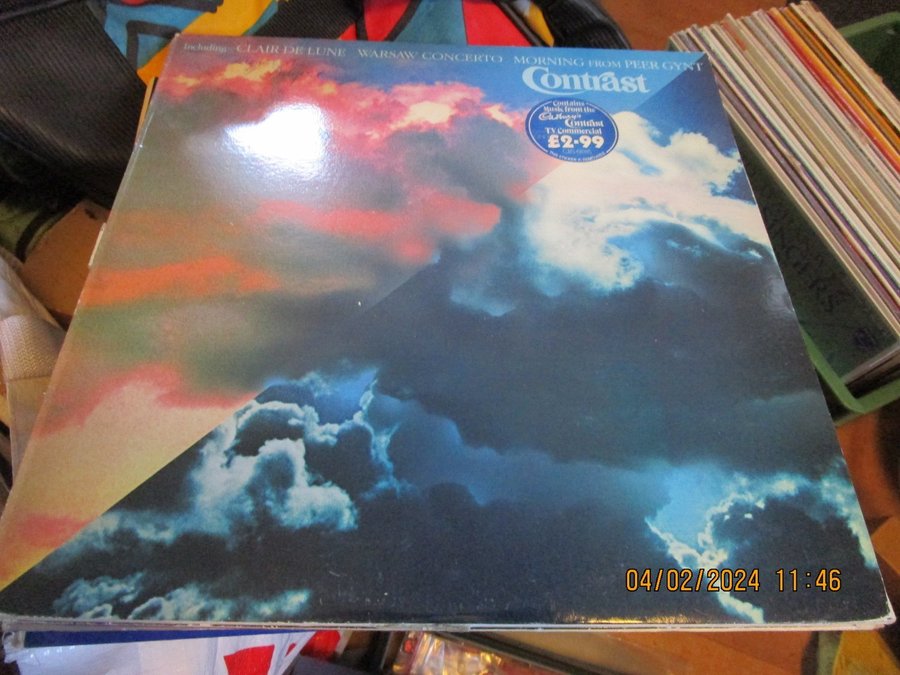 including CLAIR DE LUNE WARSAW CONCERTO MORNING FROM PEER GYNT
Contrast
Contains
Music from the
Cadbury's
Contrast
TV Commercial
£2·99
04/02/2024 11:46